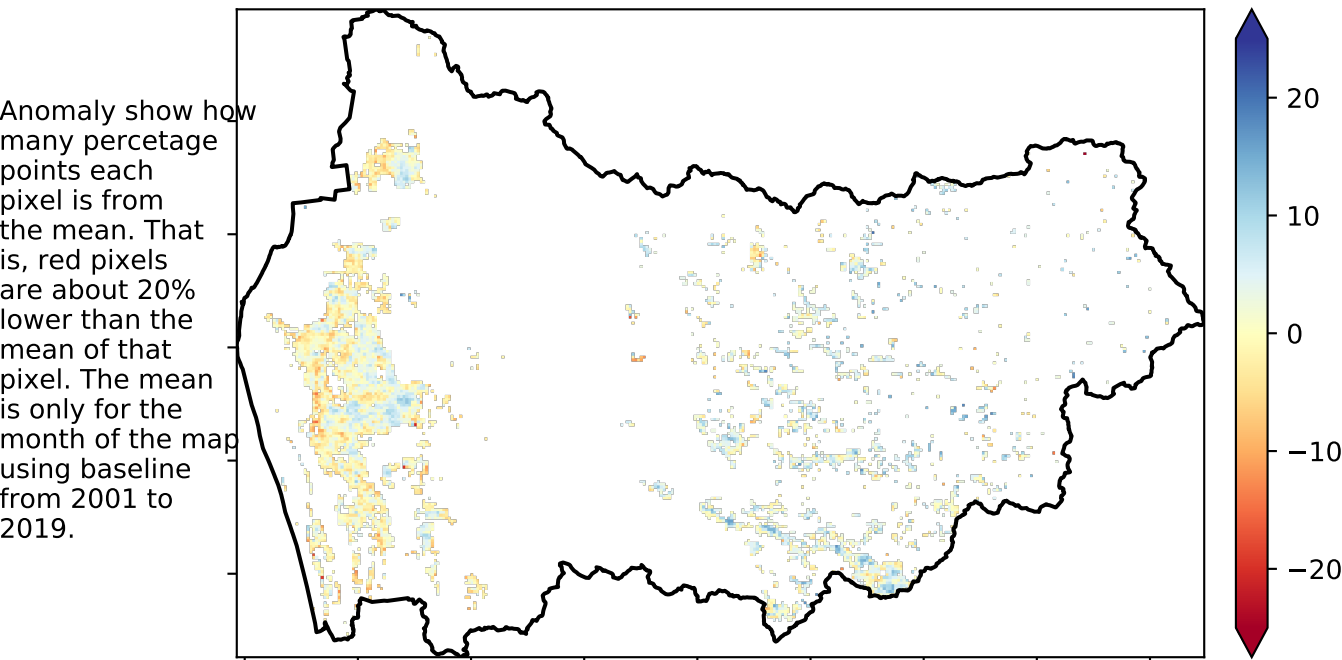 Anomaly show how
many percetage
points each
pixel is from
the mean. That
is, red pixels
are about 20%
lower than the
mean of that
pixel. The mean
is only for the
month of the map
using baseline
from 2001 to
2019.
20
10
0
−10
−20